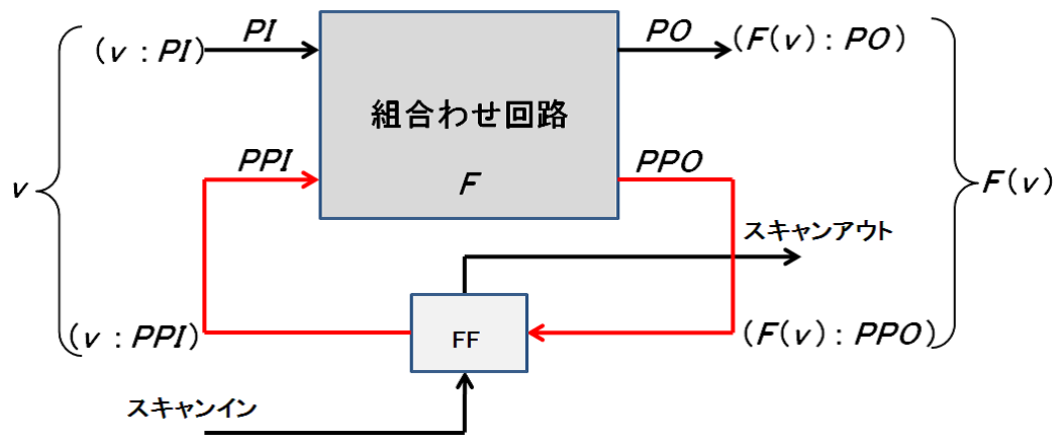 (v : PI)
PI
PO
(F(v) : PO)
組合わせ回路
F
PPI
PPO
v
F(v)
スキャンアウト
(v : PPI)
FF
(F(v) : PPO)
スキャンイン